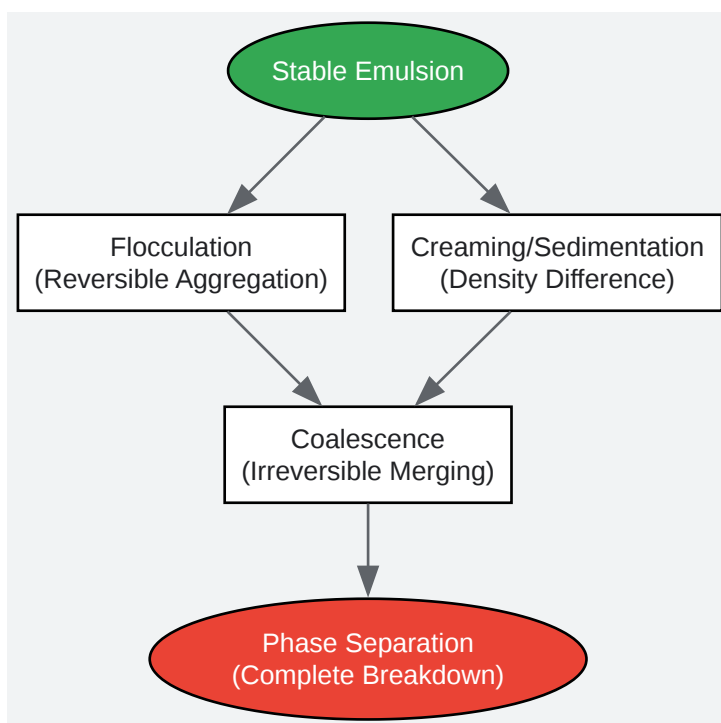 Stable Emulsion
Flocculation
(Reversible Aggregation)
Creaming/Sedimentation
(Density Difference)
Coalescence
(Irreversible Merging)
Phase Separation
(Complete Breakdown)